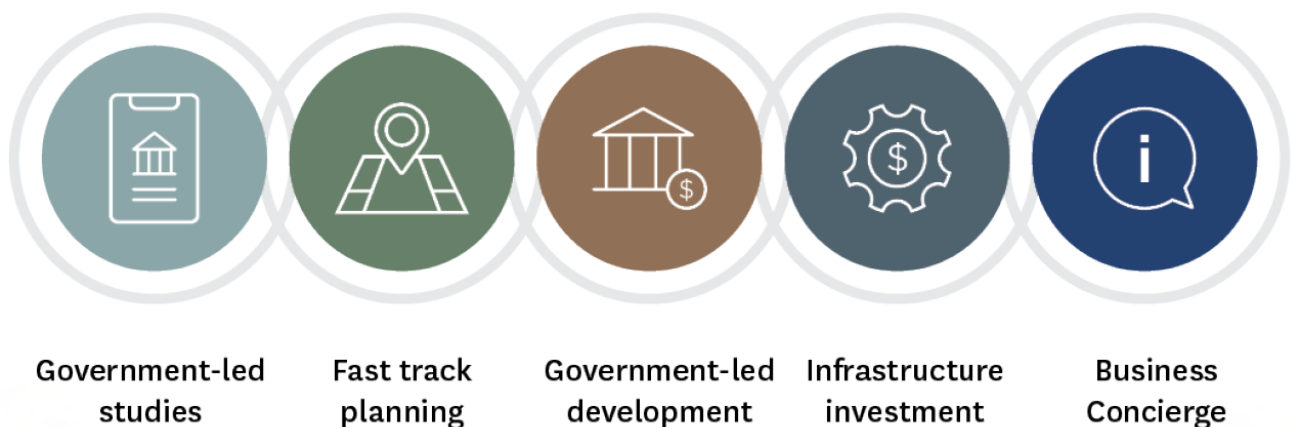 $
$
i
Government-led
studies
Fast track
planning
Government-led
development
Infrastructure
investment
Business
Concierge